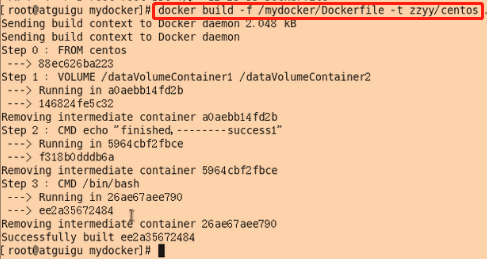 [root@atguigu mydocker]# docker build -f /mydocker/Dockerfile -t zzyy/centos .
Sending build context to Docker daemon 2.048 kB
Sending build context to Docker daemon
Step 0 : FROM centos
---> 88ec626ba223
Step 1 : VOLUME /dataVolumeContainer1 /dataVolumeContainer2
---> Running in a0aebb14fd2b
---> 146824fe5c32
Removing intermediate container a0aebb14fd2b
Step 2 : CMD echo "finished,--------success1"
---> Running in 5964cbf2fbce
---> f318b0dddb6a
Removing intermediate container 5964cbf2fbce
Step 3 : CMD /bin/bash
---> Running in 26ae67aee790
---> ee2a35672484
Removing intermediate container 26ae67aee790
Successfully built ee2a35672484
[root@atguigu mydocker]#